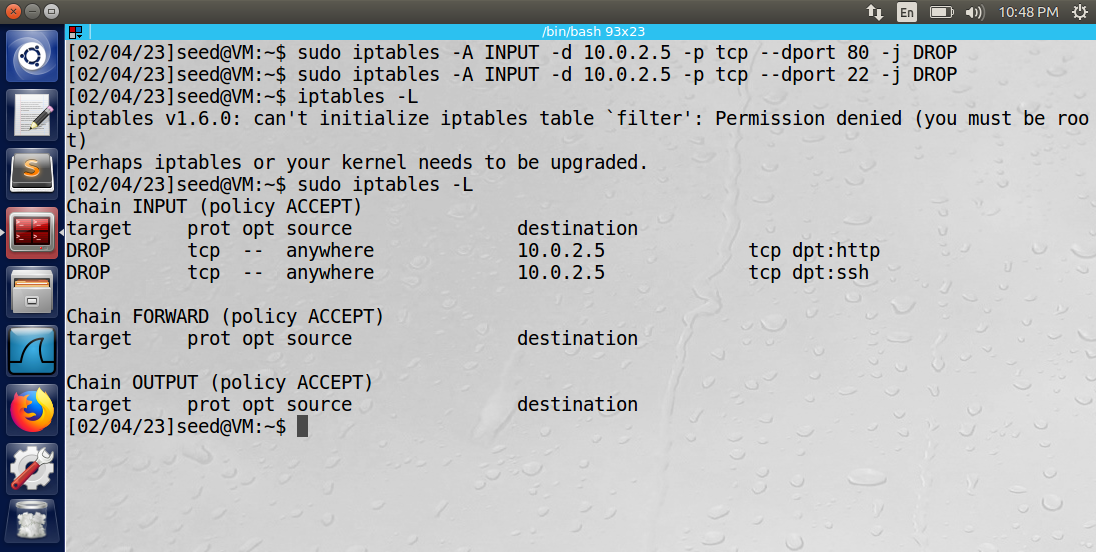 En
10:48 PM
/bin/bash 93x23
[02/04/23]seed@VM:~$ sudo iptables -A INPUT -d 10.0.2.5 -p tcp --dport 80 -j DROP
[02/04/23]seed@VM:~$ sudo iptables -A INPUT -d 10.0.2.5 -p tcp --dport 22 -j DROP
[02/04/23]seed@VM:~$ iptables -L
iptables v1.6.0: can't initialize iptables table `filter': Permission denied (you must be roo
t)
Perhaps iptables or your kernel needs to be upgraded.
[02/04/23]seed@VM:~$ sudo iptables -L
Chain INPUT (policy ACCEPT)
target     prot opt source               destination
DROP       tcp  --  anywhere             10.0.2.5             tcp dpt:http
DROP       tcp  --  anywhere             10.0.2.5             tcp dpt:ssh
Chain FORWARD (policy ACCEPT)
target     prot opt source               destination
Chain OUTPUT (policy ACCEPT)
target     prot opt source               destination
[02/04/23]seed@VM:~$